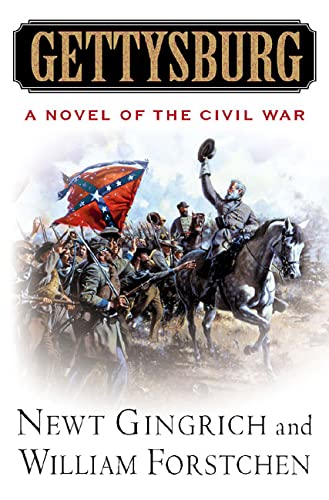 GETTYSBURG
A NOVEL OF THE CIVIL WAR
NEWT GINGRICH and
WILLIAM FORSTCHEN